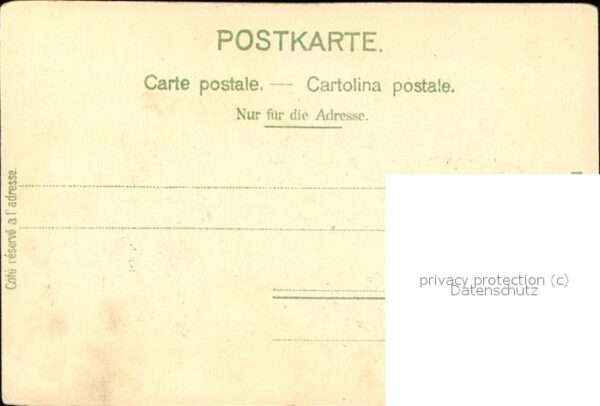 POSTKARTE.
Carte postale. — Cartolina postale.
Nur für die Adresse.
Coté réservé à l'adresse.
privacy protection (c)
Datenschutz